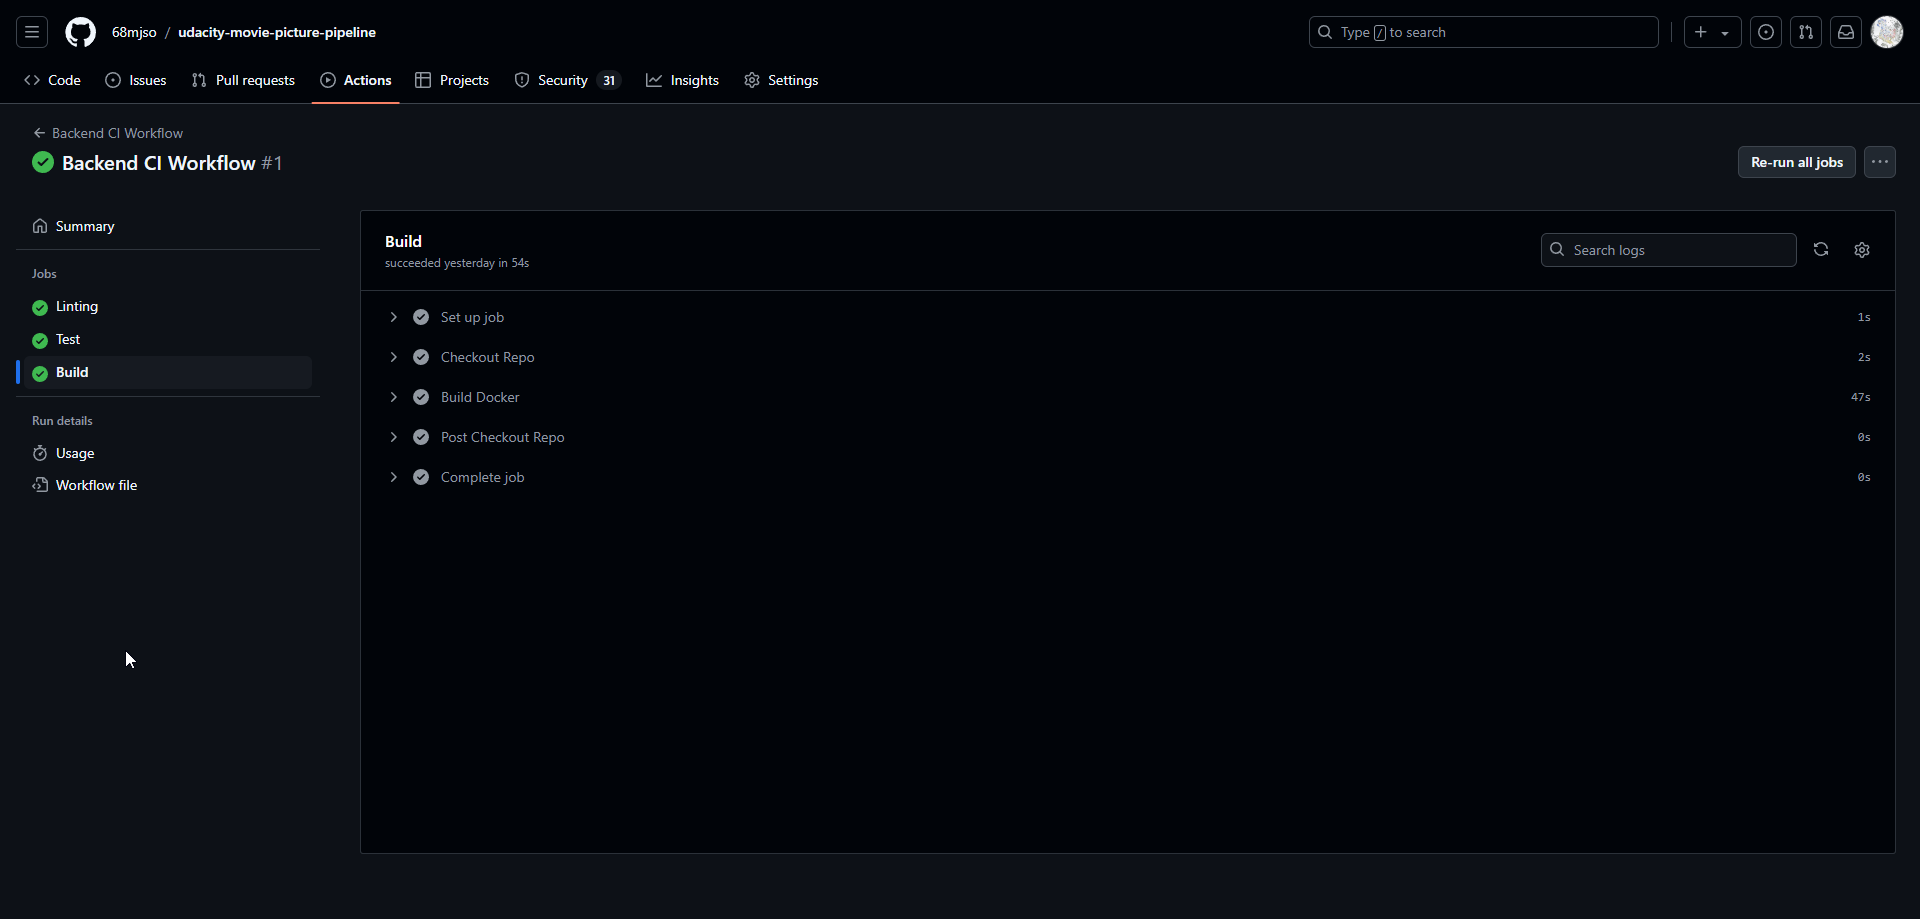 68mjso / udacity-movie-picture-pipeline
Type / to search
Code
Issues
Pull requests
Actions
Projects
Security 31
Insights
Settings
Backend CI Workflow
Backend CI Workflow #1
Re-run all jobs
Summary
Jobs
Linting
Test
Build
Run details
Usage
Workflow file
Build
succeeded yesterday in 54s
Search logs
Set up job 1s
Checkout Repo 2s
Build Docker 47s
Post Checkout Repo 0s
Complete job 0s